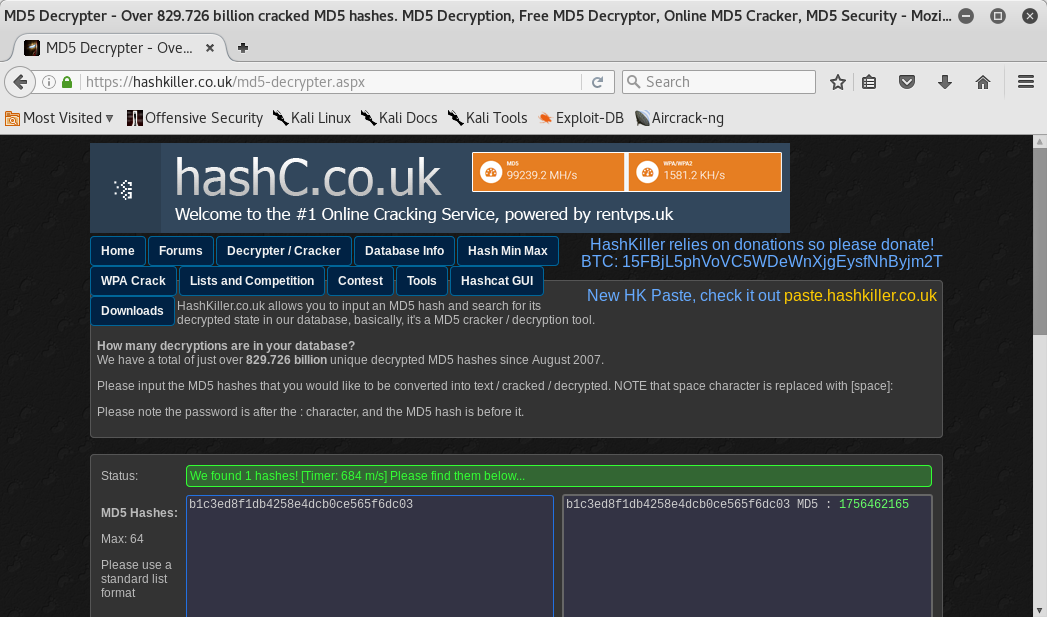 MD5 Decrypter - Over 829.726 billion cracked MD5 hashes. MD5 Decryption, Free MD5 Decryptor, Online MD5 Cracker, MD5 Security - Mozi...
MD5 Decrypter - Ove...
https://hashkiller.co.uk/md5-decrypter.aspx
Search
Most Visited
Offensive Security
Kali Linux
Kali Docs
Kali Tools
Exploit-DB
Aircrack-ng
hashC.co.uk
MD5
99239.2 MH/s
WPA/WPA2
1581.2 KH/s
Welcome to the #1 Online Cracking Service, powered by rentvps.uk
Home
Forums
Decrypter / Cracker
Database Info
Hash Min Max
WPA Crack
Lists and Competition
Contest
Tools
Hashcat GUI
Downloads
HashKiller relies on donations so please donate!
BTC: 15FBjL5phVoVC5WDeWnXjgEysfNhByjm2T
New HK Paste, check it out paste.hashkiller.co.uk
HashKiller.co.uk allows you to input an MD5 hash and search for its
decrypted state in our database, basically, it's a MD5 cracker / decryption tool.
How many decryptions are in your database?
We have a total of just over 829.726 billion unique decrypted MD5 hashes since August 2007.
Please input the MD5 hashes that you would like to be converted into text / cracked / decrypted. NOTE that space character is replaced with [space]:
Please note the password is after the : character, and the MD5 hash is before it.
Status:
We found 1 hashes! [Timer: 684 m/s] Please find them below...
MD5 Hashes:
Max: 64
Please use a
standard list
format
b1c3ed8f1db4258e4dcb0ce565f6dc03
b1c3ed8f1db4258e4dcb0ce565f6dc03 MD5 : 1756462165